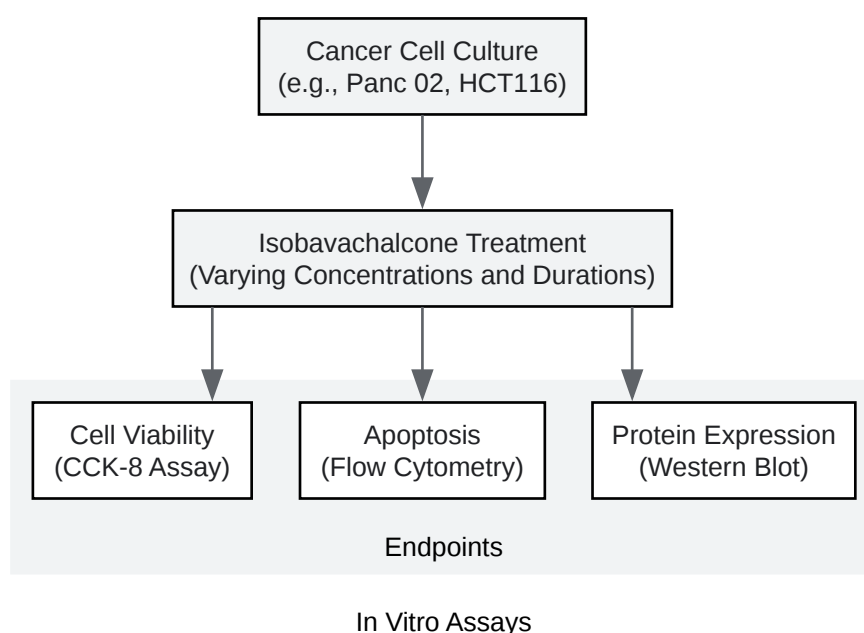 Cancer Cell Culture
(e.g., Panc 02, HCT116)
Isobavachalcone Treatment
(Varying Concentrations and Durations)
Cell Viability
(CCK-8 Assay)
Apoptosis
(Flow Cytometry)
Protein Expression
(Western Blot)
Endpoints
In Vitro Assays